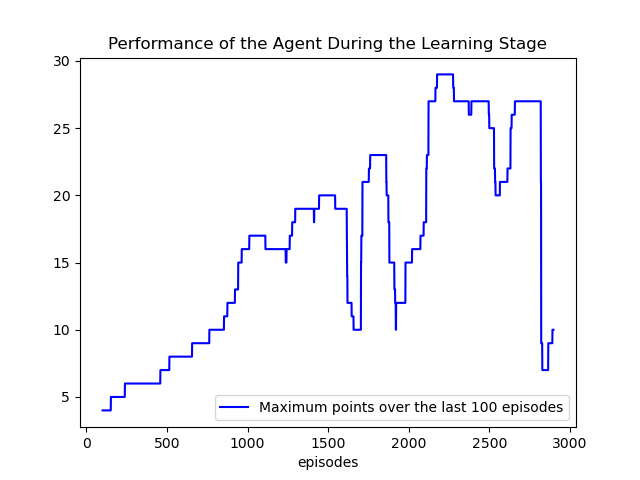 Performance of the Agent During the Learning Stage
30
25
20
15
10
5
Maximum points over the last 100 episodes
0 500 1000 1500 2000 2500 3000
episodes